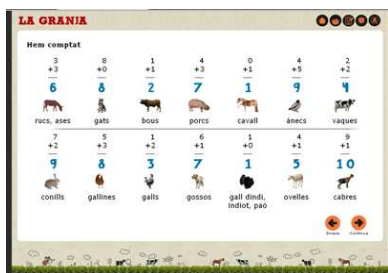 LA GRANJA
Hem comptat
3 8 1 4 0 4 2
+3 +0 +1 +3 +1 +5 +2
6 8 2 7 1 9 4
rucs, ases gats bous porcs cavall ànecs vaques
7 5 1 6 1 4 9
+2 +3 +2 +1 +0 +1 +1
9 8 3 7 1 5 10
conills gallines galls gossos gall dindi, indiot, paó ovelles cabres